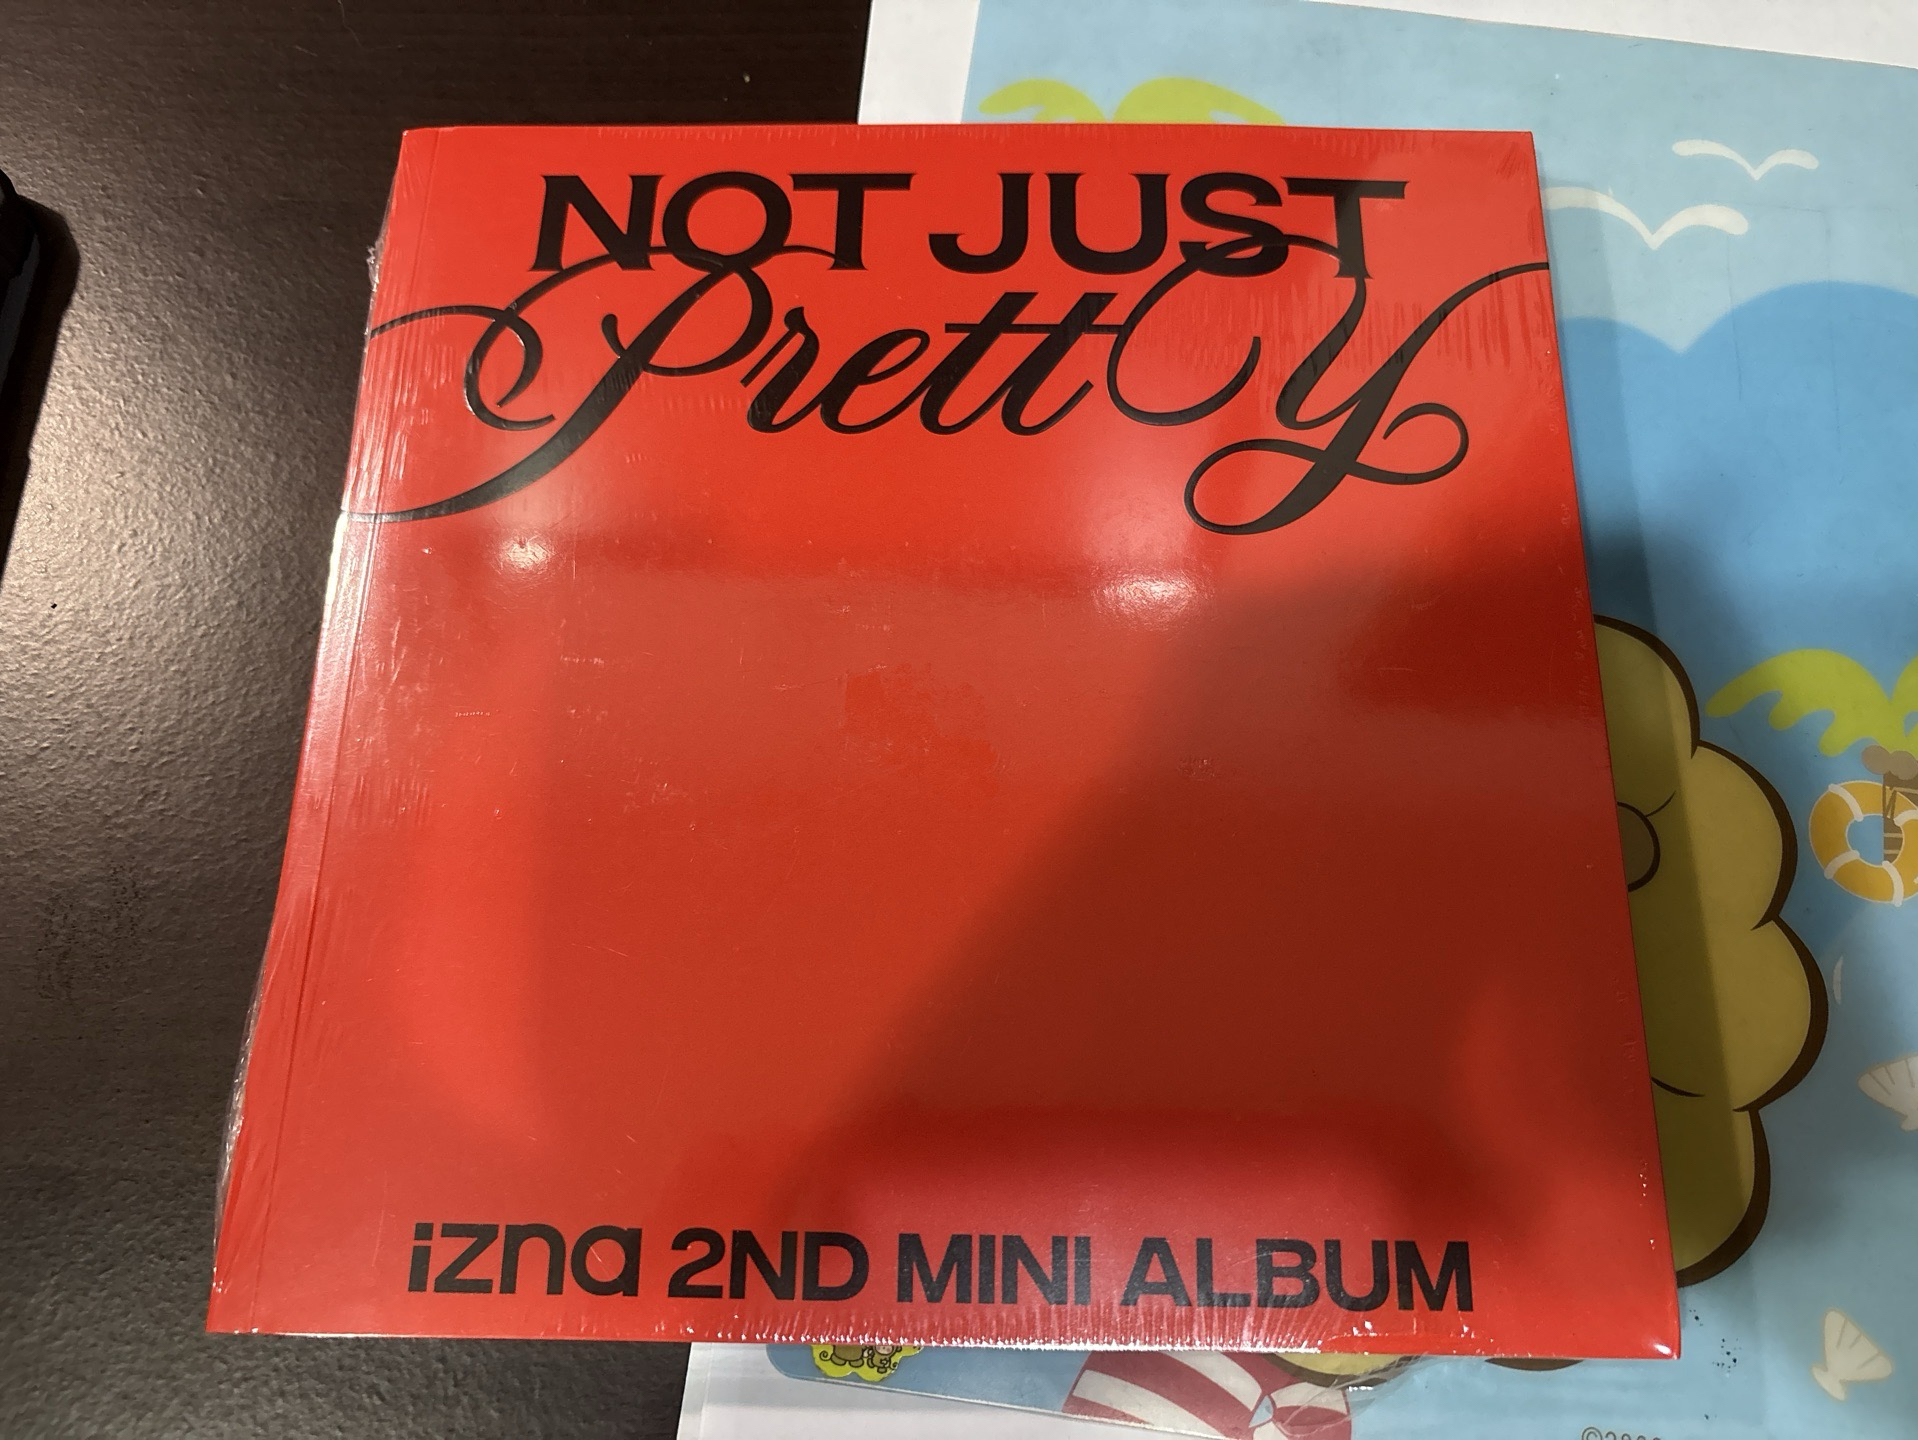 NOT JUST
Pretty
izna 2ND MINI ALBUM